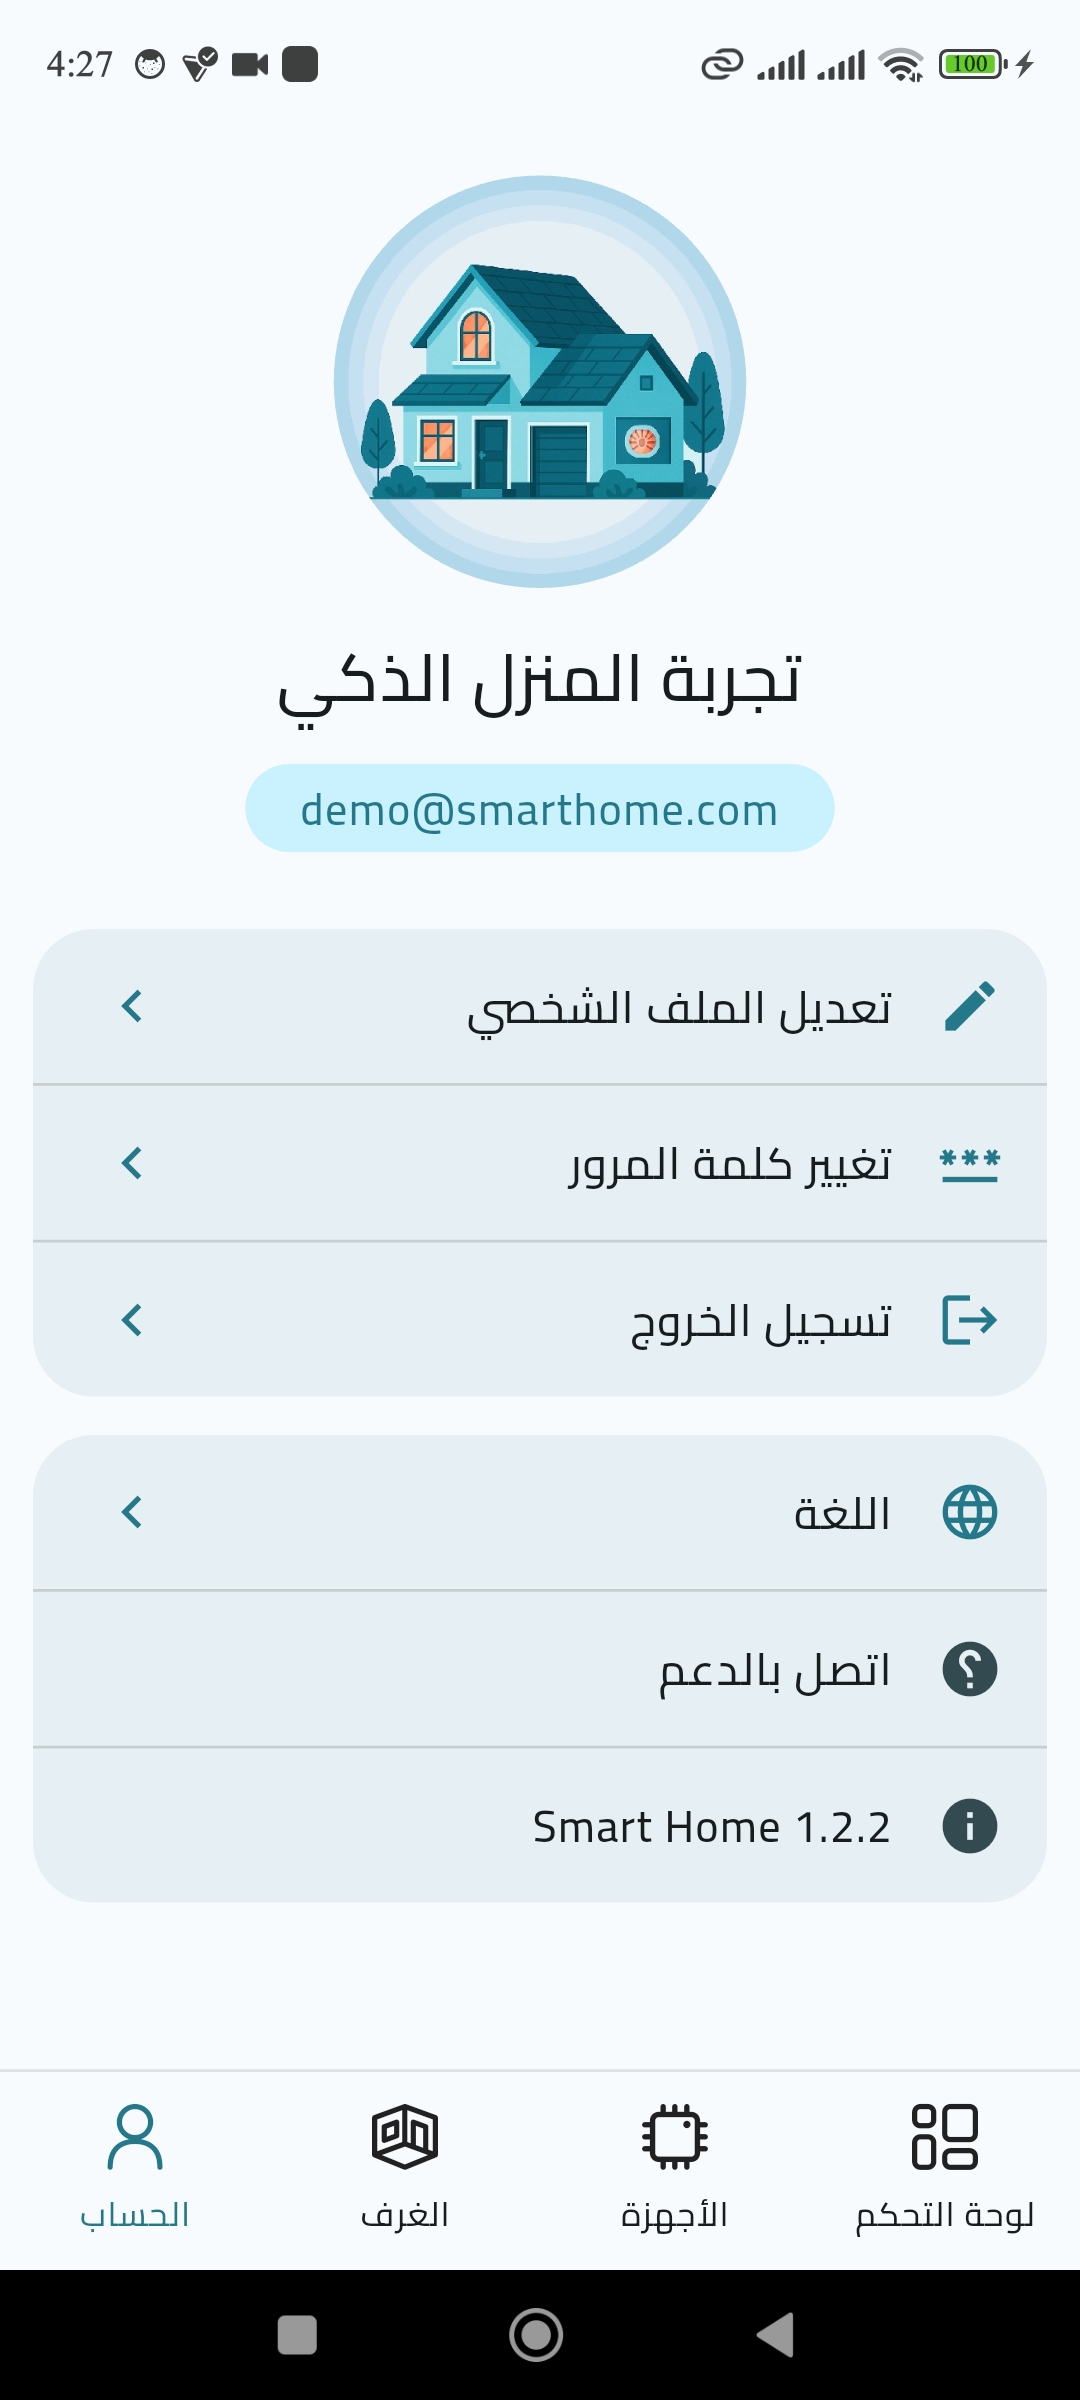 4:27
100
تجربة المنزل الذكي
demo@smarthome.com
تعديل الملف الشخصي
تغيير كلمة المرور
تسجيل الخروج
اللغة
اتصل بالدعم
Smart Home 1.2.2
لوحة التحكم
الأجهزة
الغرف
الحساب